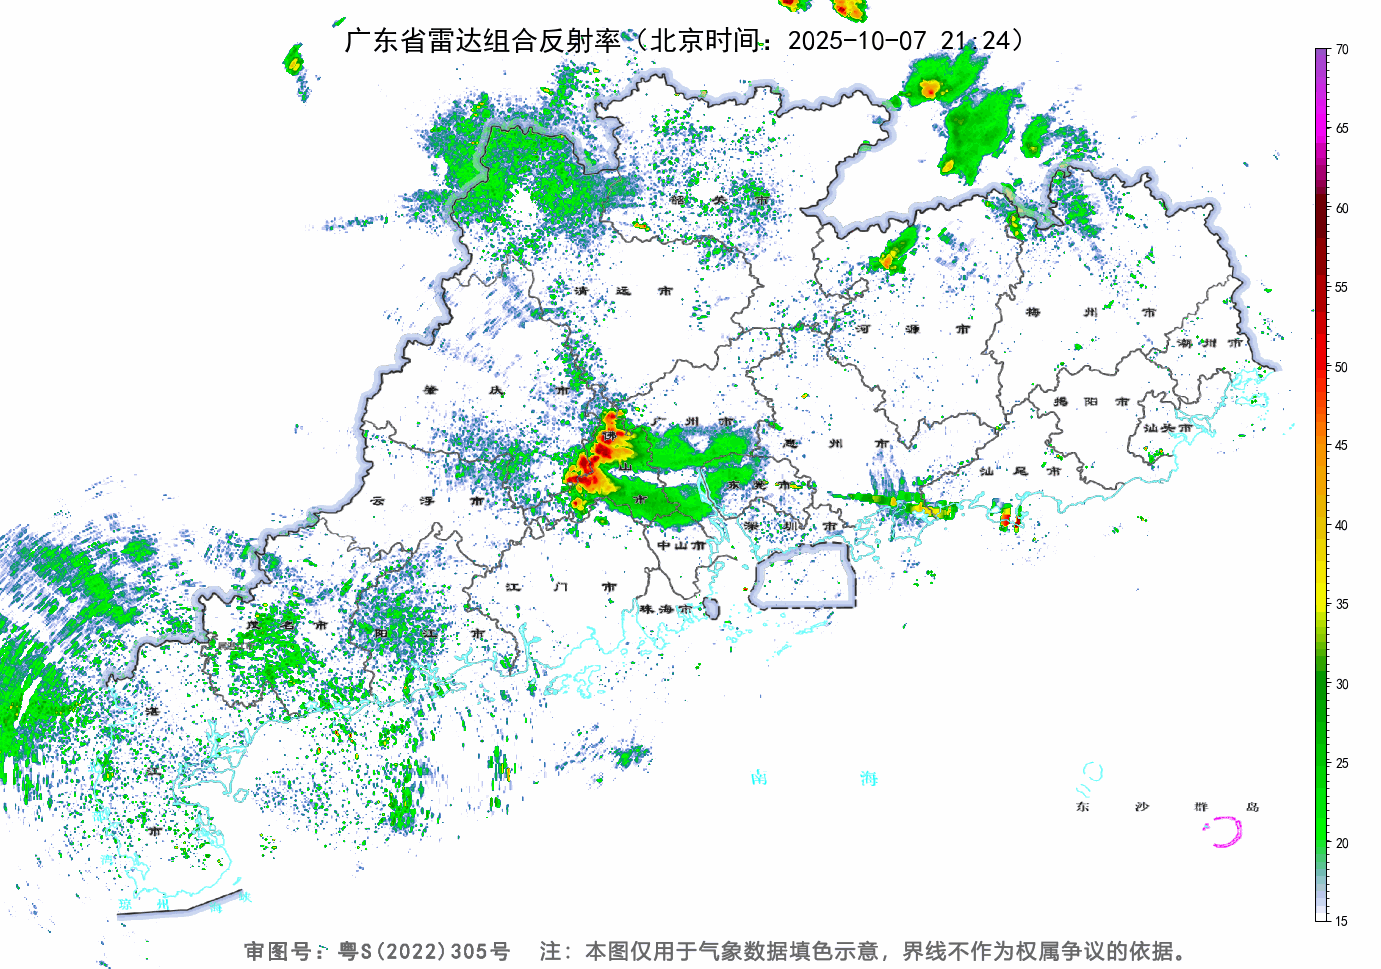 广东省雷达组合反射率（北京时间：2025-10-07 21:24）
70
65
60
55
50
45
40
35
30
25
20
15
韶关市
清远市
河源市
梅州市
潮州市
肇庆市
广州市
揭阳市
汕头市
佛山市
惠州市
汕尾市
东莞市
云浮市
深圳市
中山市
江门市
珠海市
茂名市
阳江市
湛江市
南海
东沙群岛
琼州海峡
审图号：粤S(2022)305号 注：本图仅用于气象数据填色示意，界线不作为权属争议的依据。